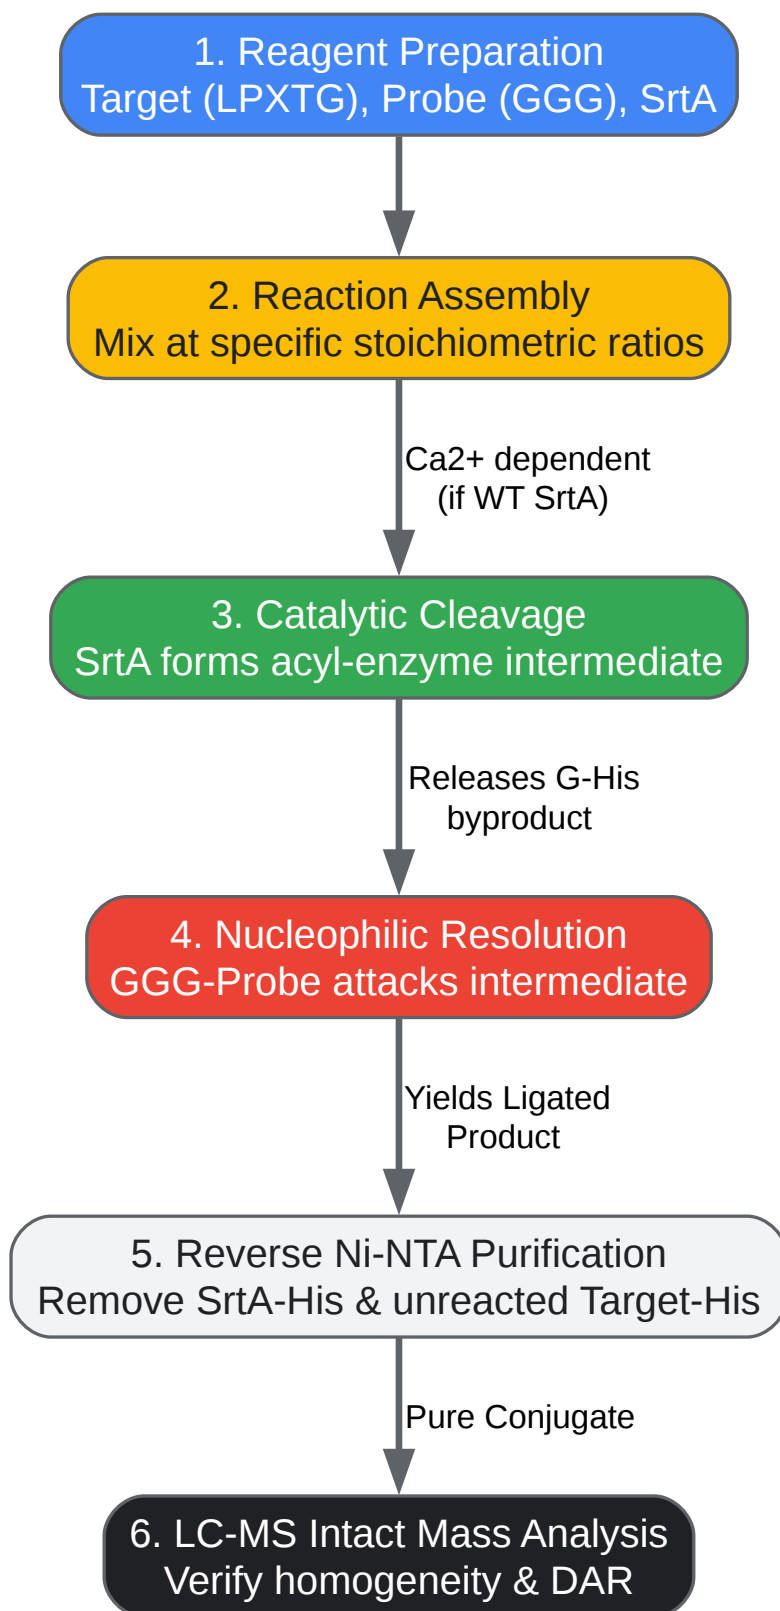 1. Reagent Preparation
Target (LPXTG), Probe (GGG), SrtA
2. Reaction Assembly
Mix at specific stoichiometric ratios
Ca2+ dependent
(if WT SrtA)
3. Catalytic Cleavage
SrtA forms acyl-enzyme intermediate
Releases G-His
byproduct
4. Nucleophilic Resolution
GGG-Probe attacks intermediate
Yields Ligated
Product
5. Reverse Ni-NTA Purification
Remove SrtA-His & unreacted Target-His
Pure Conjugate
6. LC-MS Intact Mass Analysis
Verify homogeneity & DAR